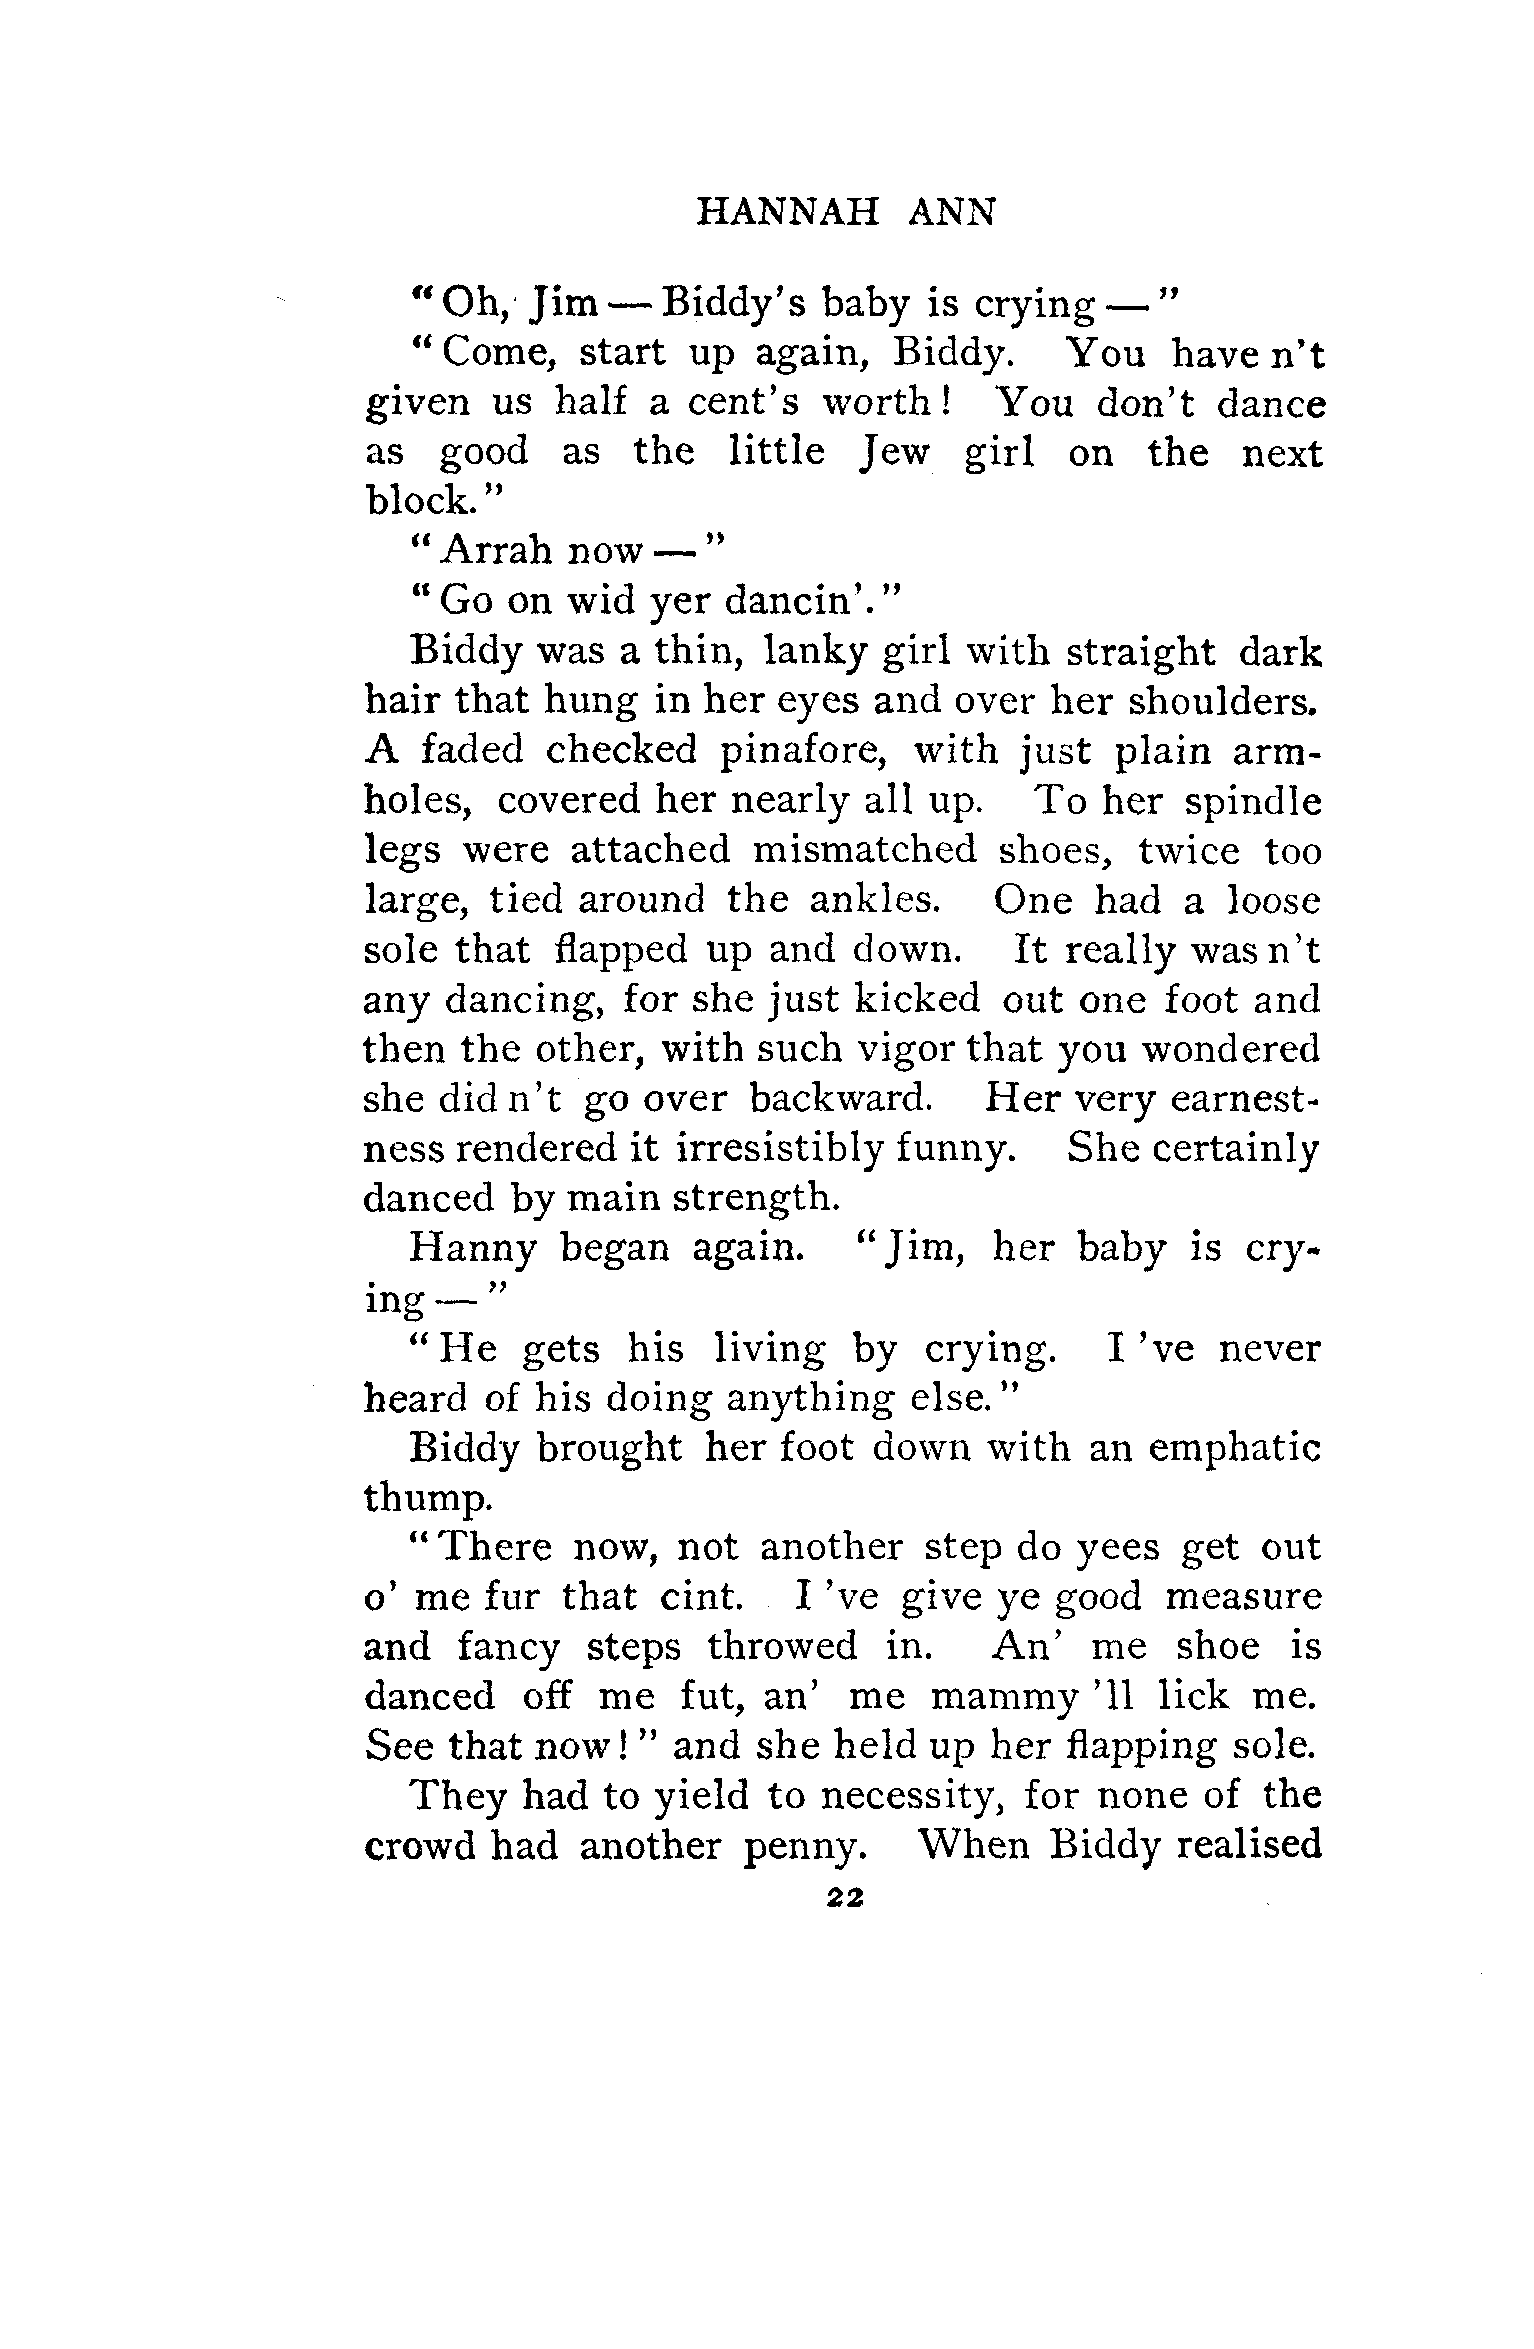 HANNAH ANN
"Oh, Jim — Biddy's baby is crying — "
"Come, start up again, Biddy. You have n't
given us half a cent's worth! You don't dance
as good as the little Jew girl on the next
block."
"Arrah now — "
"Go on wid yer dancin'."
Biddy was a thin, lanky girl with straight dark
hair that hung in her eyes and over her shoulders.
A faded checked pinafore, with just plain arm-
holes, covered her nearly all up. To her spindle
legs were attached mismatched shoes, twice too
large, tied around the ankles. One had a loose
sole that flapped up and down. It really was n't
any dancing, for she just kicked out one foot and
then the other, with such vigor that you wondered
she did n't go over backward. Her very earnest-
ness rendered it irresistibly funny. She certainly
danced by main strength.
Hanny began again. "Jim, her baby is cry-
ing — "
"He gets his living by crying. I 've never
heard of his doing anything else."
Biddy brought her foot down with an emphatic
thump.
"There now, not another step do yees get out
o' me fur that cint. I 've give ye good measure
and fancy steps throwed in. An' me shoe is
danced off me fut, an' me mammy 'll lick me.
See that now!" and she held up her flapping sole.
They had to yield to necessity, for none of the
crowd had another penny. When Biddy realised
22